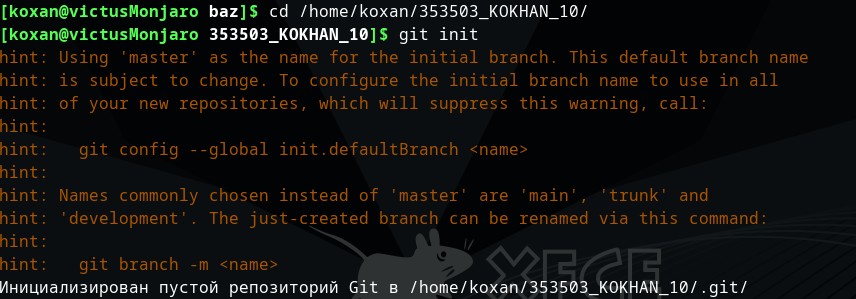 [koxan@victusMonjaro baz]$ cd /home/koxan/353503_KOKHAN_10/
[koxan@victusMonjaro 353503_KOKHAN_10]$ git init
hint: Using 'master' as the name for the initial branch. This default branch name
hint: is subject to change. To configure the initial branch name to use in all
hint: of your new repositories, which will suppress this warning, call:
hint:
hint:   git config --global init.defaultBranch <name>
hint:
hint: Names commonly chosen instead of 'master' are 'main', 'trunk' and
hint: 'development'. The just-created branch can be renamed via this command:
hint:
hint:   git branch -m <name>
XFCE
Инициализирован пустой репозиторий Git в /home/koxan/353503_KOKHAN_10/.git/